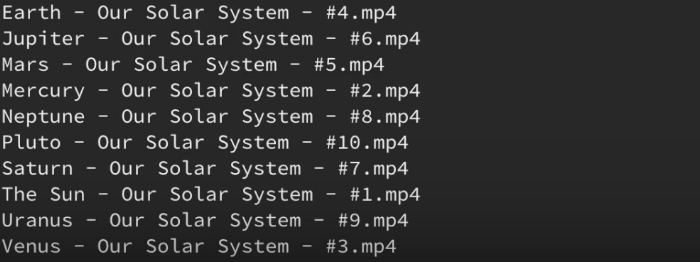 Earth - Our Solar System - #4.mp4
Jupiter - Our Solar System - #6.mp4
Mars - Our Solar System - #5.mp4
Mercury - Our Solar System - #2.mp4
Neptune - Our Solar System - #8.mp4
Pluto - Our Solar System - #10.mp4
Saturn - Our Solar System - #7.mp4
The Sun - Our Solar System - #1.mp4
Uranus - Our Solar System - #9.mp4
Venus - Our Solar System - #3.mp4